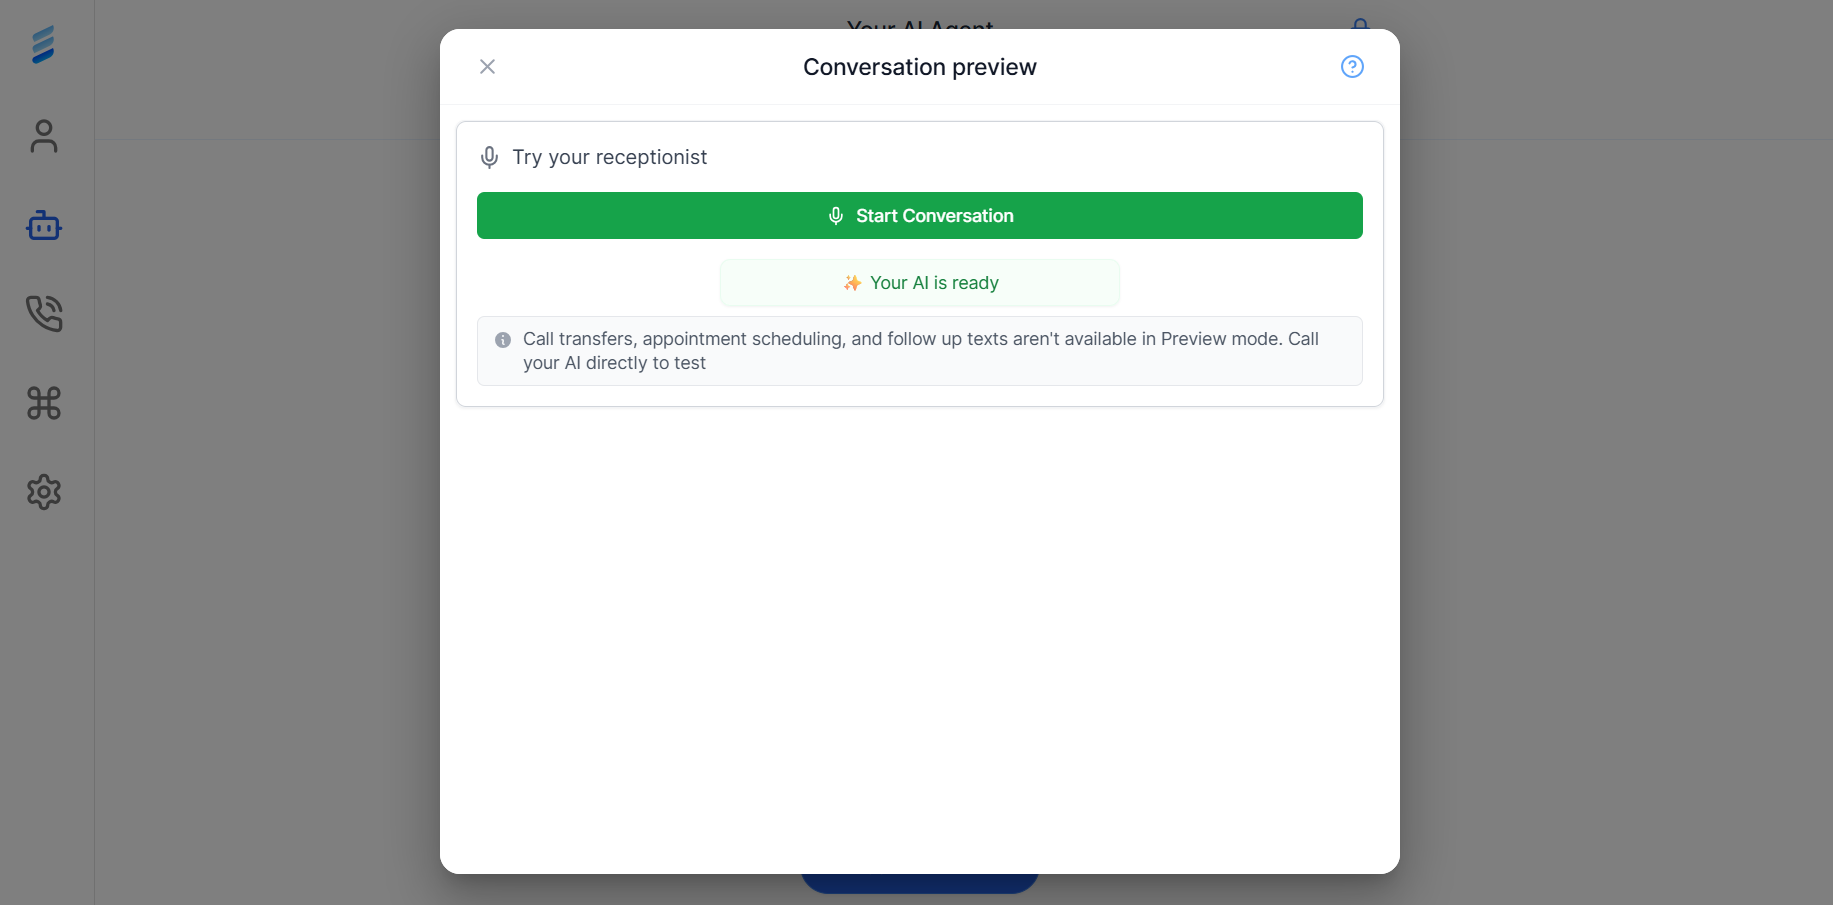 Your AI Agent
Conversation preview
Try your receptionist
Start Conversation
✨ Your AI is ready
Call transfers, appointment scheduling, and follow up texts aren't available in Preview mode. Call
your AI directly to test